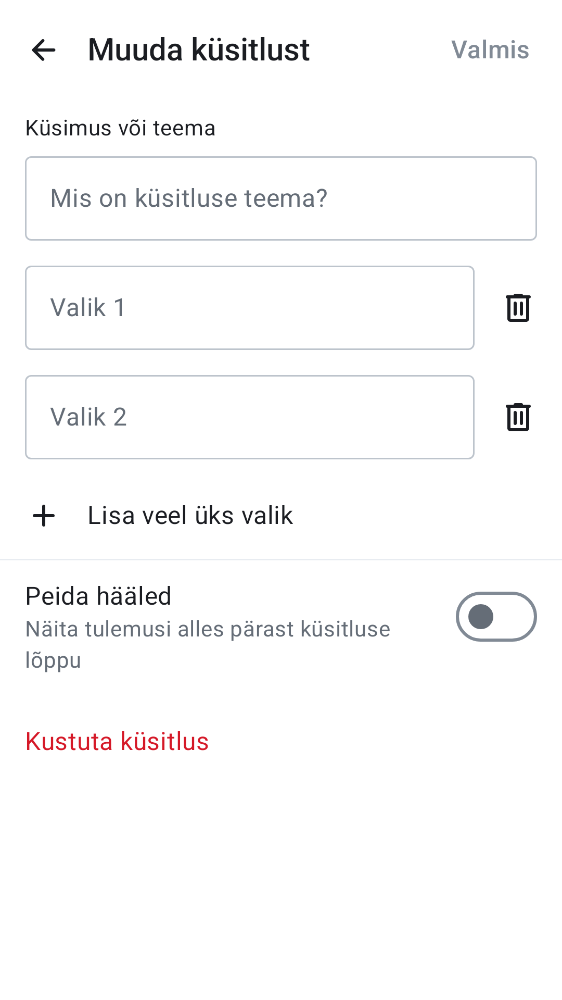 Muuda küsitlust
Valmis
Küsimus või teema
Mis on küsitluse teema?
Valik 1
Valik 2
Lisa veel üks valik
Peida hääled
Näita tulemusi alles pärast küsitluse
lõppu
Kustuta küsitlus